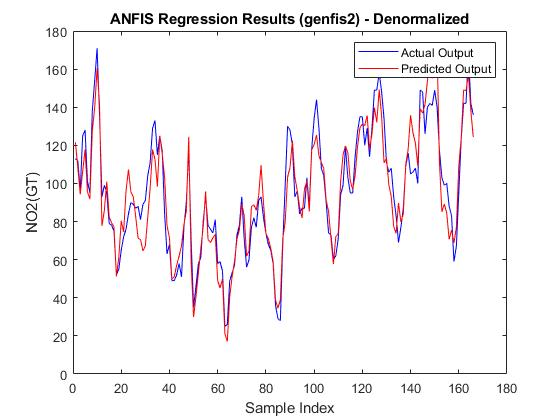 ANFIS Regression Results (genfis2) - Denormalized
180
160
140
120
100
80
60
40
20
0
NO2(GT)
Actual Output
Predicted Output
0 20 40 60 80 100 120 140 160 180
Sample Index